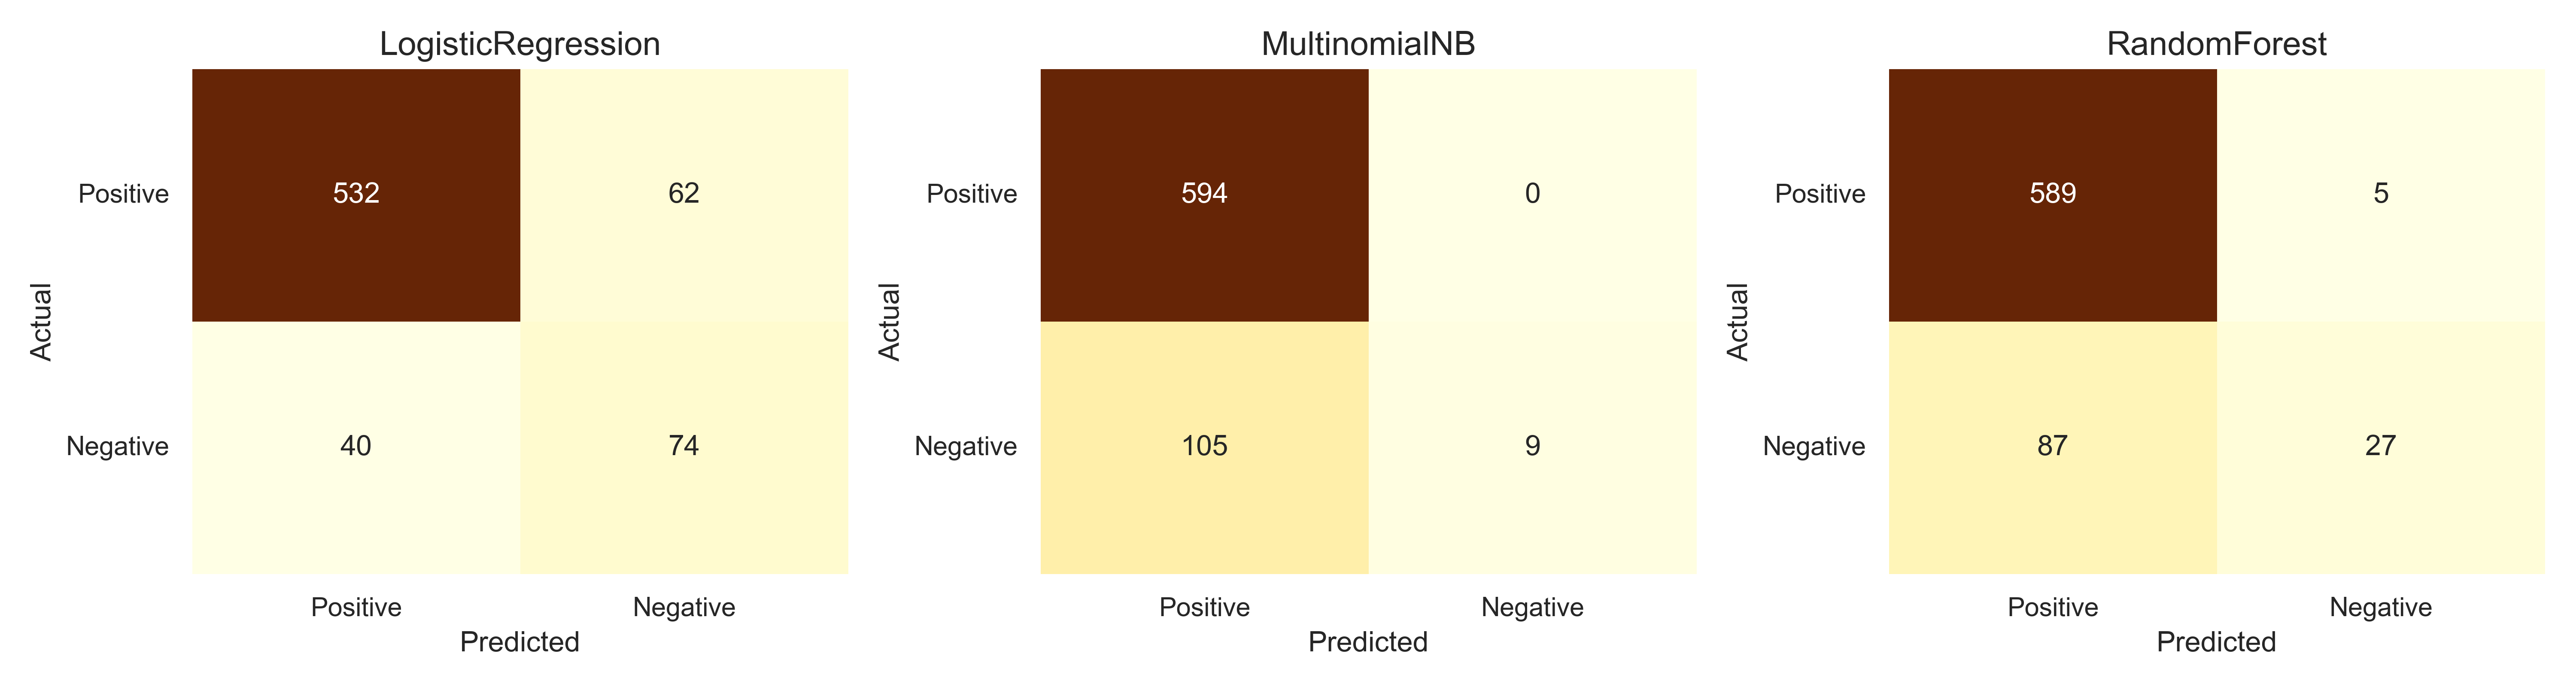 LogisticRegression
Positive
532
62
Actual
Negative
40
74
Positive
Negative
Predicted
MultinomialNB
Positive
594
0
Actual
Negative
105
9
Positive
Negative
Predicted
RandomForest
Positive
589
5
Actual
Negative
87
27
Positive
Negative
Predicted